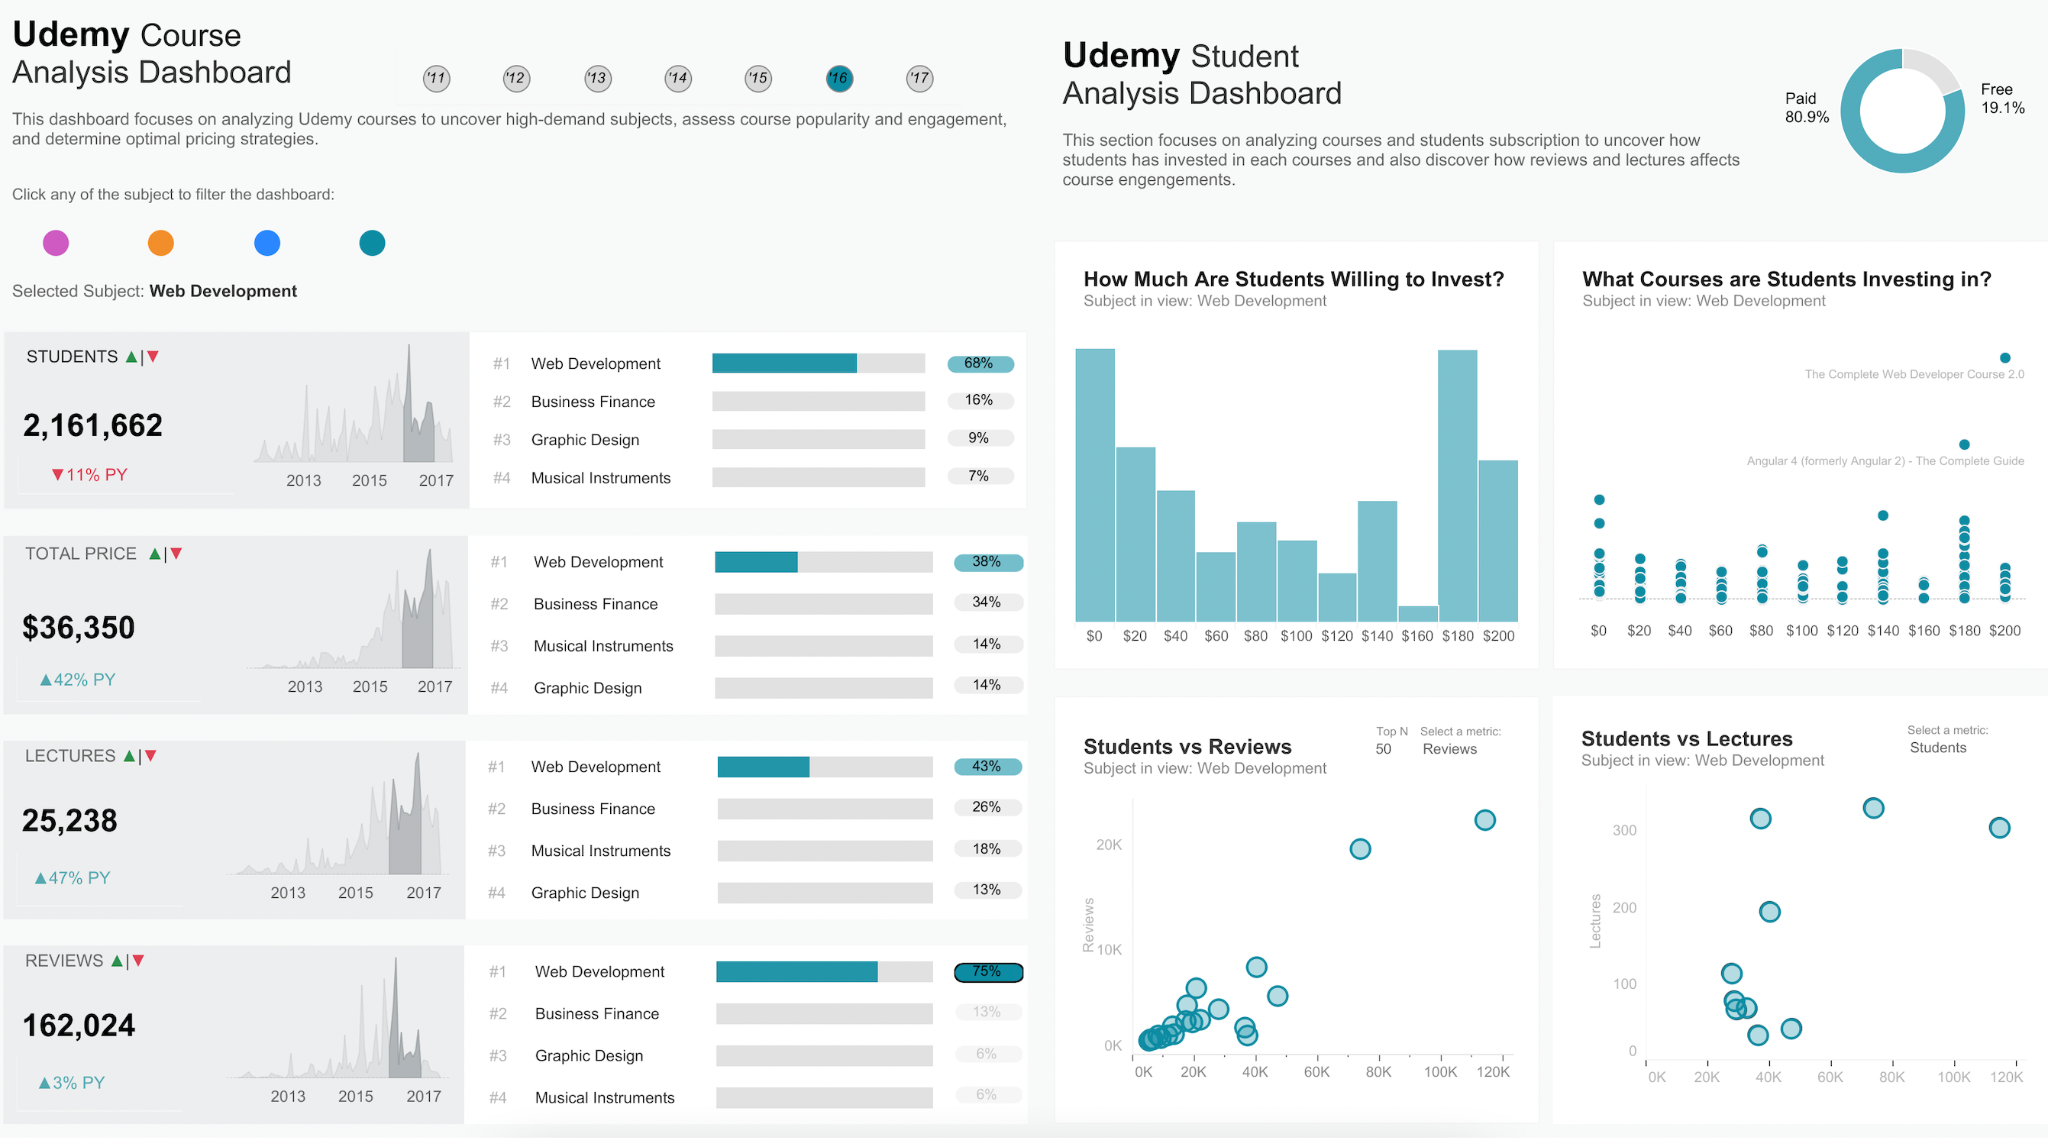 Udemy Course
Analysis Dashboard
'11 '12 '13 '14 '15 '16 '17
This dashboard focuses on analyzing Udemy courses to uncover high-demand subjects, assess course popularity and engagement,
and determine optimal pricing strategies.
Click any of the subject to filter the dashboard:
Selected Subject: Web Development
STUDENTS ▲|▼
2,161,662
▼11% PY
2013 2015 2017
#1 Web Development 68%
#2 Business Finance 16%
#3 Graphic Design 9%
#4 Musical Instruments 7%
TOTAL PRICE ▲|▼
$36,350
▲42% PY
2013 2015 2017
#1 Web Development 38%
#2 Business Finance 34%
#3 Musical Instruments 14%
#4 Graphic Design 14%
LECTURES ▲|▼
25,238
▲47% PY
2013 2015 2017
#1 Web Development 43%
#2 Business Finance 26%
#3 Musical Instruments 18%
#4 Graphic Design 13%
REVIEWS ▲|▼
162,024
▲3% PY
2013 2015 2017
#1 Web Development 75%
#2 Business Finance 13%
#3 Graphic Design 6%
#4 Musical Instruments 6%
Udemy Student
Analysis Dashboard
This section focuses on analyzing courses and students subscription to uncover how
students has invested in each courses and also discover how reviews and lectures affects
course engengements.
Paid
80.9%
Free
19.1%
How Much Are Students Willing to Invest?
Subject in view: Web Development
$0 $20 $40 $60 $80 $100 $120 $140 $160 $180 $200
What Courses are Students Investing in?
Subject in view: Web Development
The Complete Web Developer Course 2.0
Angular 4 (formerly Angular 2) - The Complete Guide
$0 $20 $40 $60 $80 $100 $120 $140 $160 $180 $200
Students vs Reviews
Subject in view: Web Development
Top N Select a metric:
50 Reviews
Reviews
20K
10K
0K
0K 20K 40K 60K 80K 100K 120K
Students vs Lectures
Subject in view: Web Development
Select a metric:
Students
Lectures
300
200
100
0
0K 20K 40K 60K 80K 100K 120K